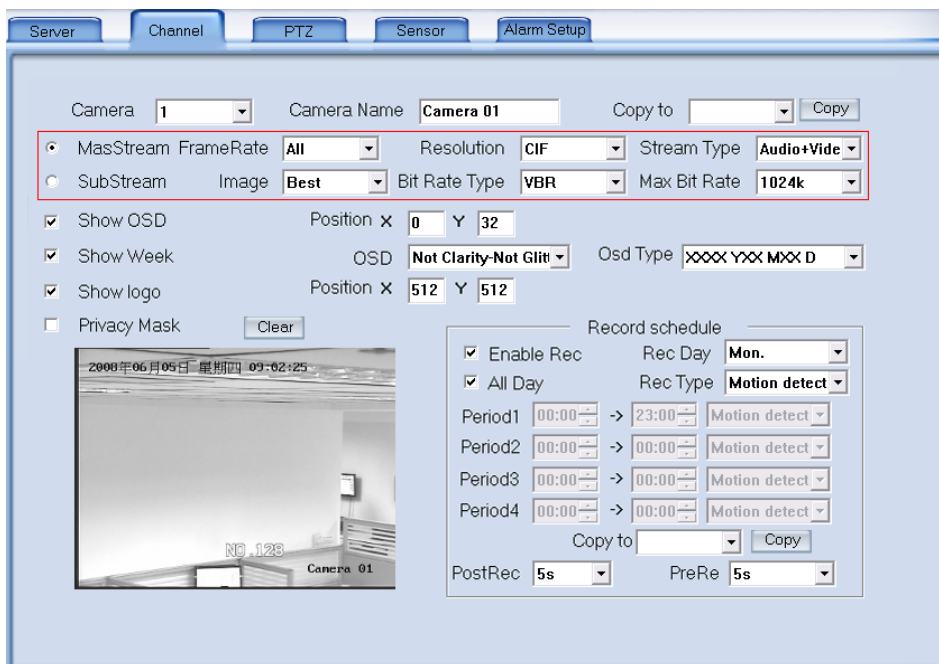 Server Channel PTZ Sensor Alarm Setup
Camera 1 Camera Name Camera 01 Copy to Copy
MasStream FrameRate All Resolution CIF Stream Type Audio+Vide
SubStream Image Best Bit Rate Type VBR Max Bit Rate 1024k
Show OSD Position X 0 Y 32
Show Week OSD Not Clarity-Not Glitt Osd Type XXXX YXX MXX D
Show logo Position X 512 Y 512
Privacy Mask Clear
2008年06月05日 星期四 09:02:25
NO.128
Camera 01
Record schedule
Enable Rec Rec Day Mon.
All Day Rec Type Motion detect
Period1 00:00 -> 23:00 Motion detect
Period2 00:00 -> 00:00 Motion detect
Period3 00:00 -> 00:00 Motion detect
Period4 00:00 -> 00:00 Motion detect
Copy to Copy
PostRec 5s PreRe 5s